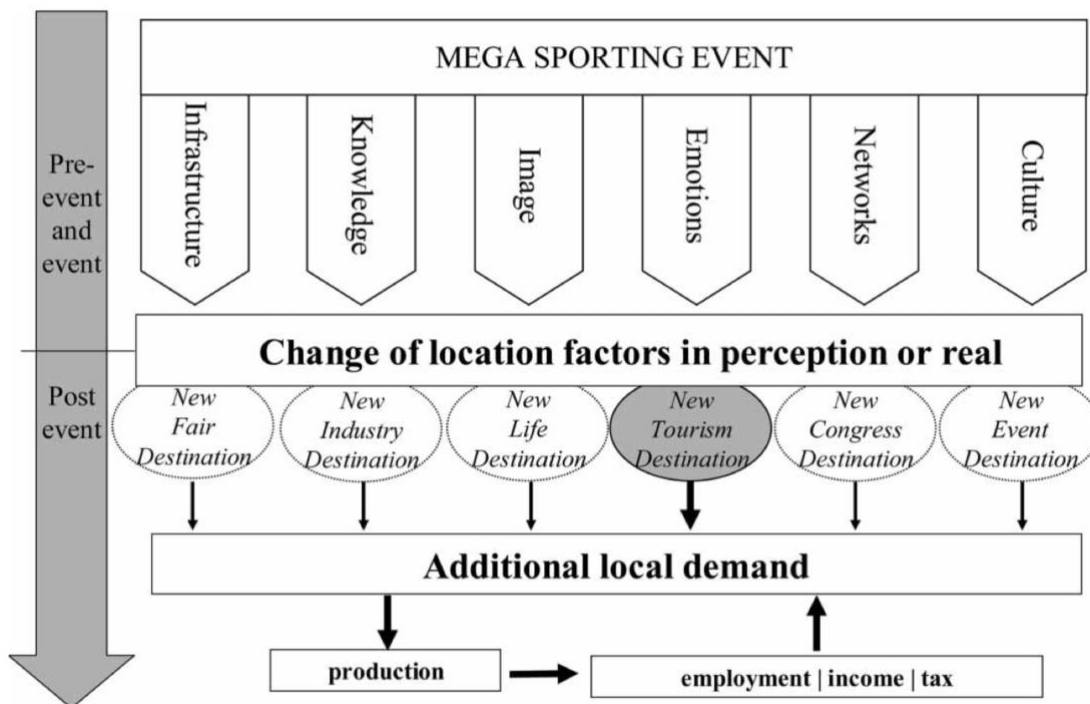 MEGA SPORTING EVENT
Infrastructure
Knowledge
Image
Emotions
Networks
Culture
Pre-
event
and
event
Change of location factors in perception or real
Post
event
New
Fair
Destination
New
Industry
Destination
New
Life
Destination
New
Tourism
Destination
New
Congress
Destination
New
Event
Destination
Additional local demand
production
employment | income | tax